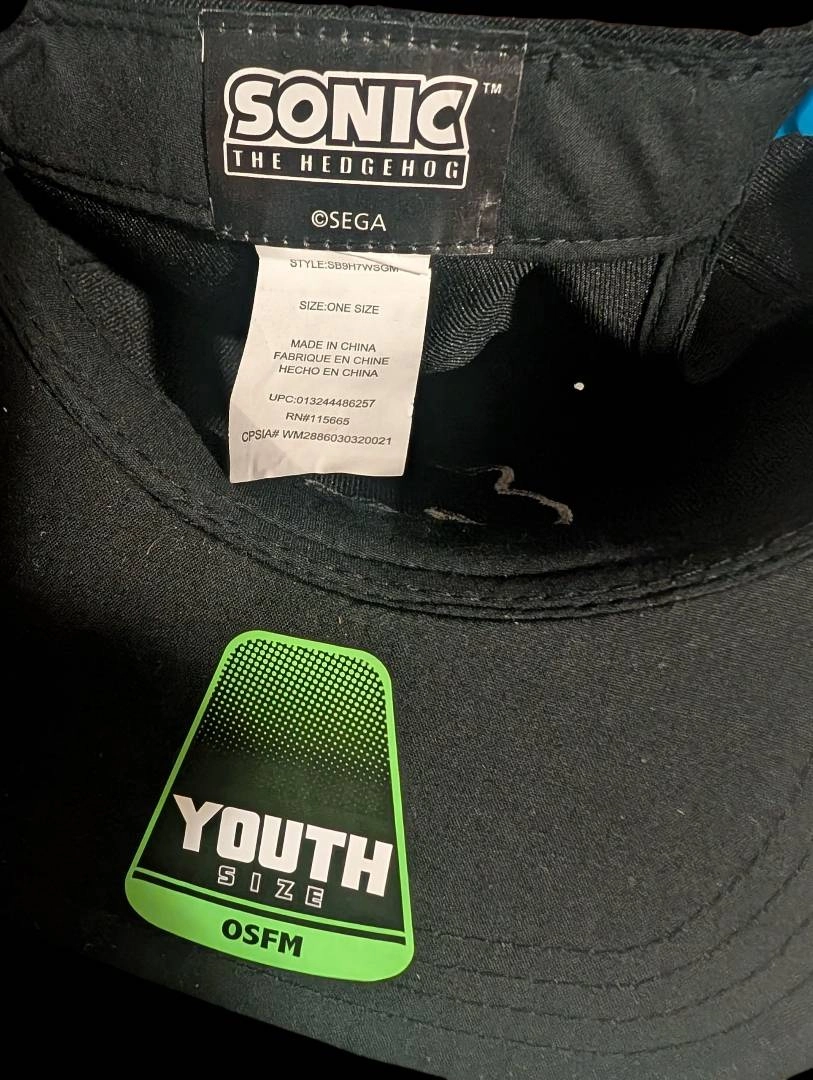 SONIC™
THE HEDGEHOG
©SEGA
STYLE:SB9H7WSGM
SIZE:ONE SIZE
MADE IN CHINA
FABRIQUE EN CHINE
HECHO EN CHINA
UPC:013244486257
RN#115665
CPSIA# WM2886030320021
YOUTH
SIZE
OSFM